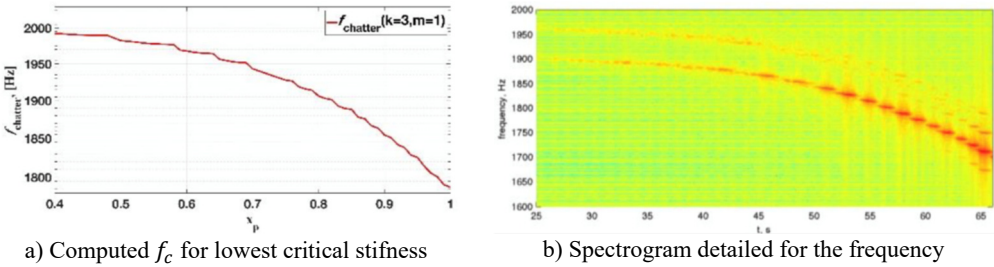 2000
1950
1900
1850
1800
f_chatter, [Hz]
f_chatter(k=3,m=1)
0.4 0.5 0.6 0.7 0.8 0.9 1
x_p
a) Computed f_c for lowest critical stifness
2000
1950
1900
1850
1800
1750
1700
1650
1600
frequency, Hz
25 30 35 40 45 50 55 60 65
t, s
b) Spectrogram detailed for the frequency